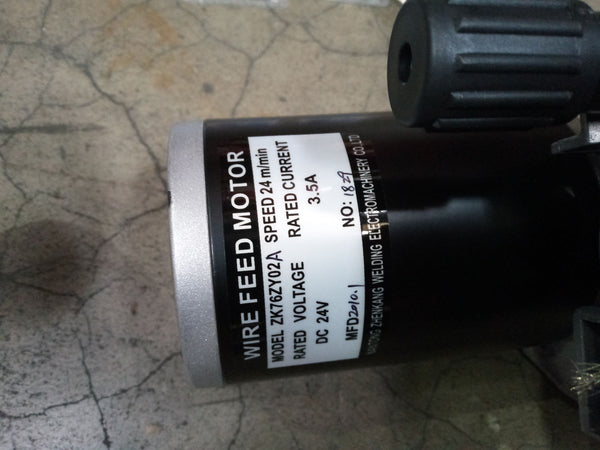 WIRE FEED MOTOR
MODEL ZK76ZY02A SPEED 24 m/min
RATED VOLTAGE RATED CURRENT
DC 24V 3.5A
MFD2010.1 NO: 1829
ZHENKANG WELDING ELECTROMACHINERY CO.LTD